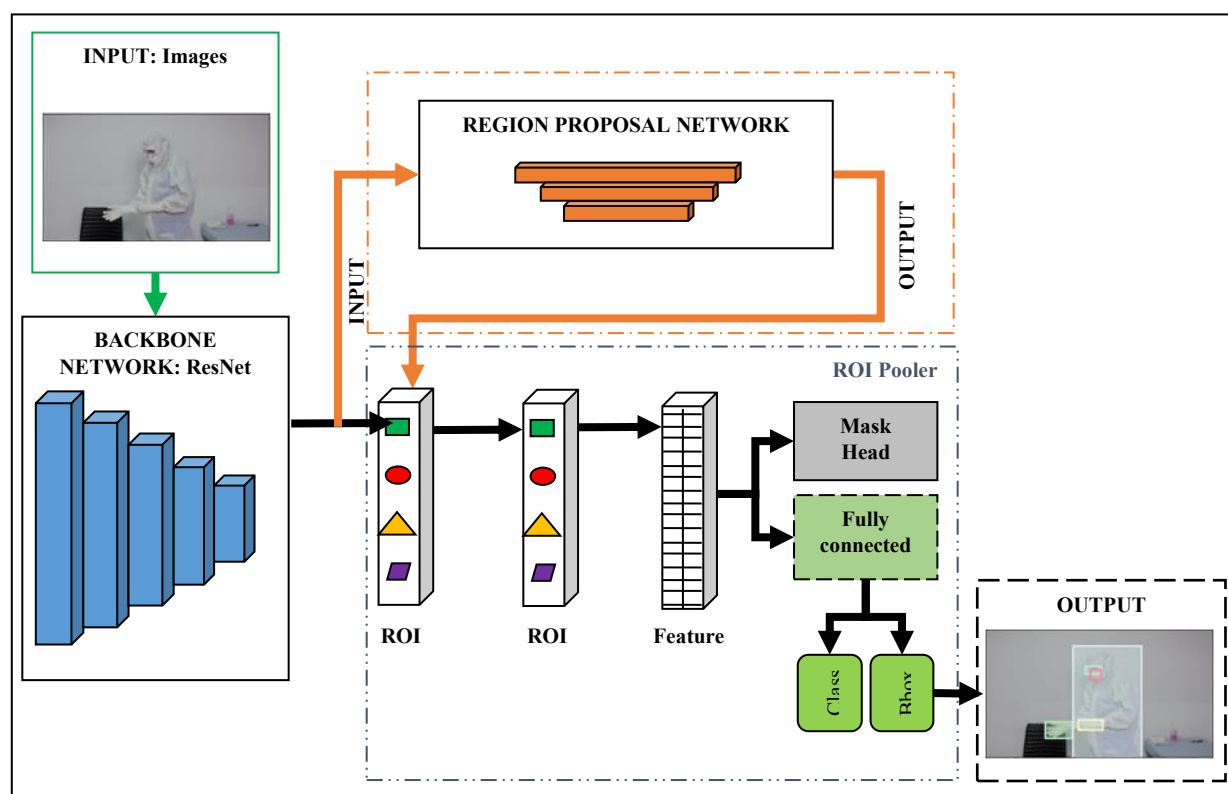 INPUT: Images
REGION PROPOSAL NETWORK
INPUT
OUTPUT
BACKBONE
NETWORK: ResNet
ROI Pooler
Mask
Head
Fully
connected
ROI
ROI
Feature
Class
Bbox
OUTPUT